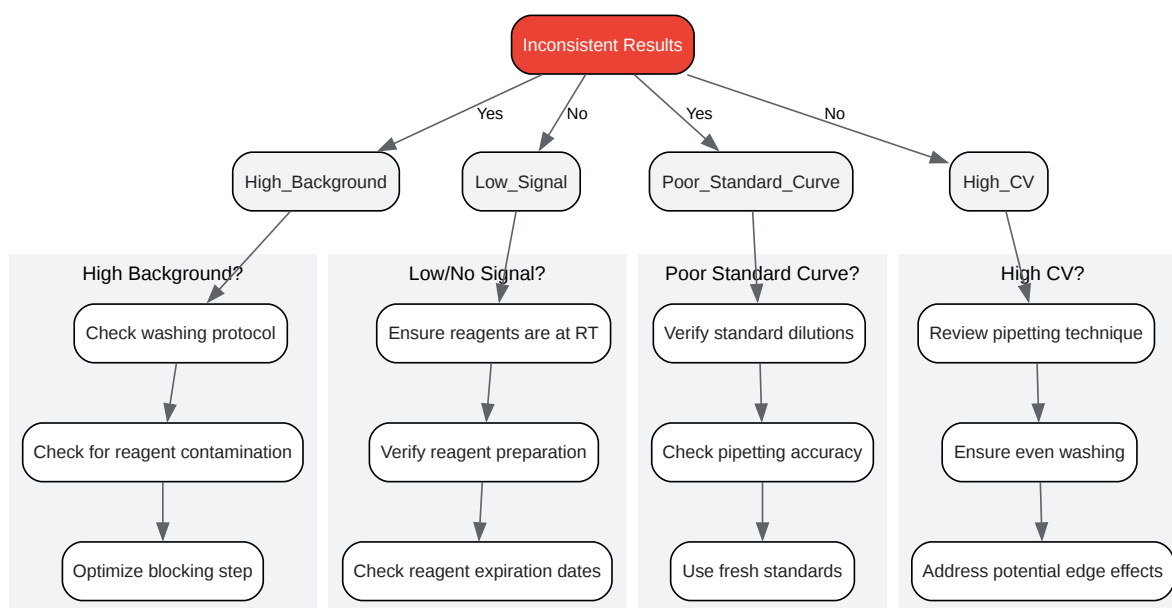 Inconsistent Results
Yes
No
Yes
No
High_Background
Low_Signal
Poor_Standard_Curve
High_CV
High Background?
Low/No Signal?
Poor Standard Curve?
High CV?
Check washing protocol
Ensure reagents are at RT
Verify standard dilutions
Review pipetting technique
Check for reagent contamination
Verify reagent preparation
Check pipetting accuracy
Ensure even washing
Optimize blocking step
Check reagent expiration dates
Use fresh standards
Address potential edge effects